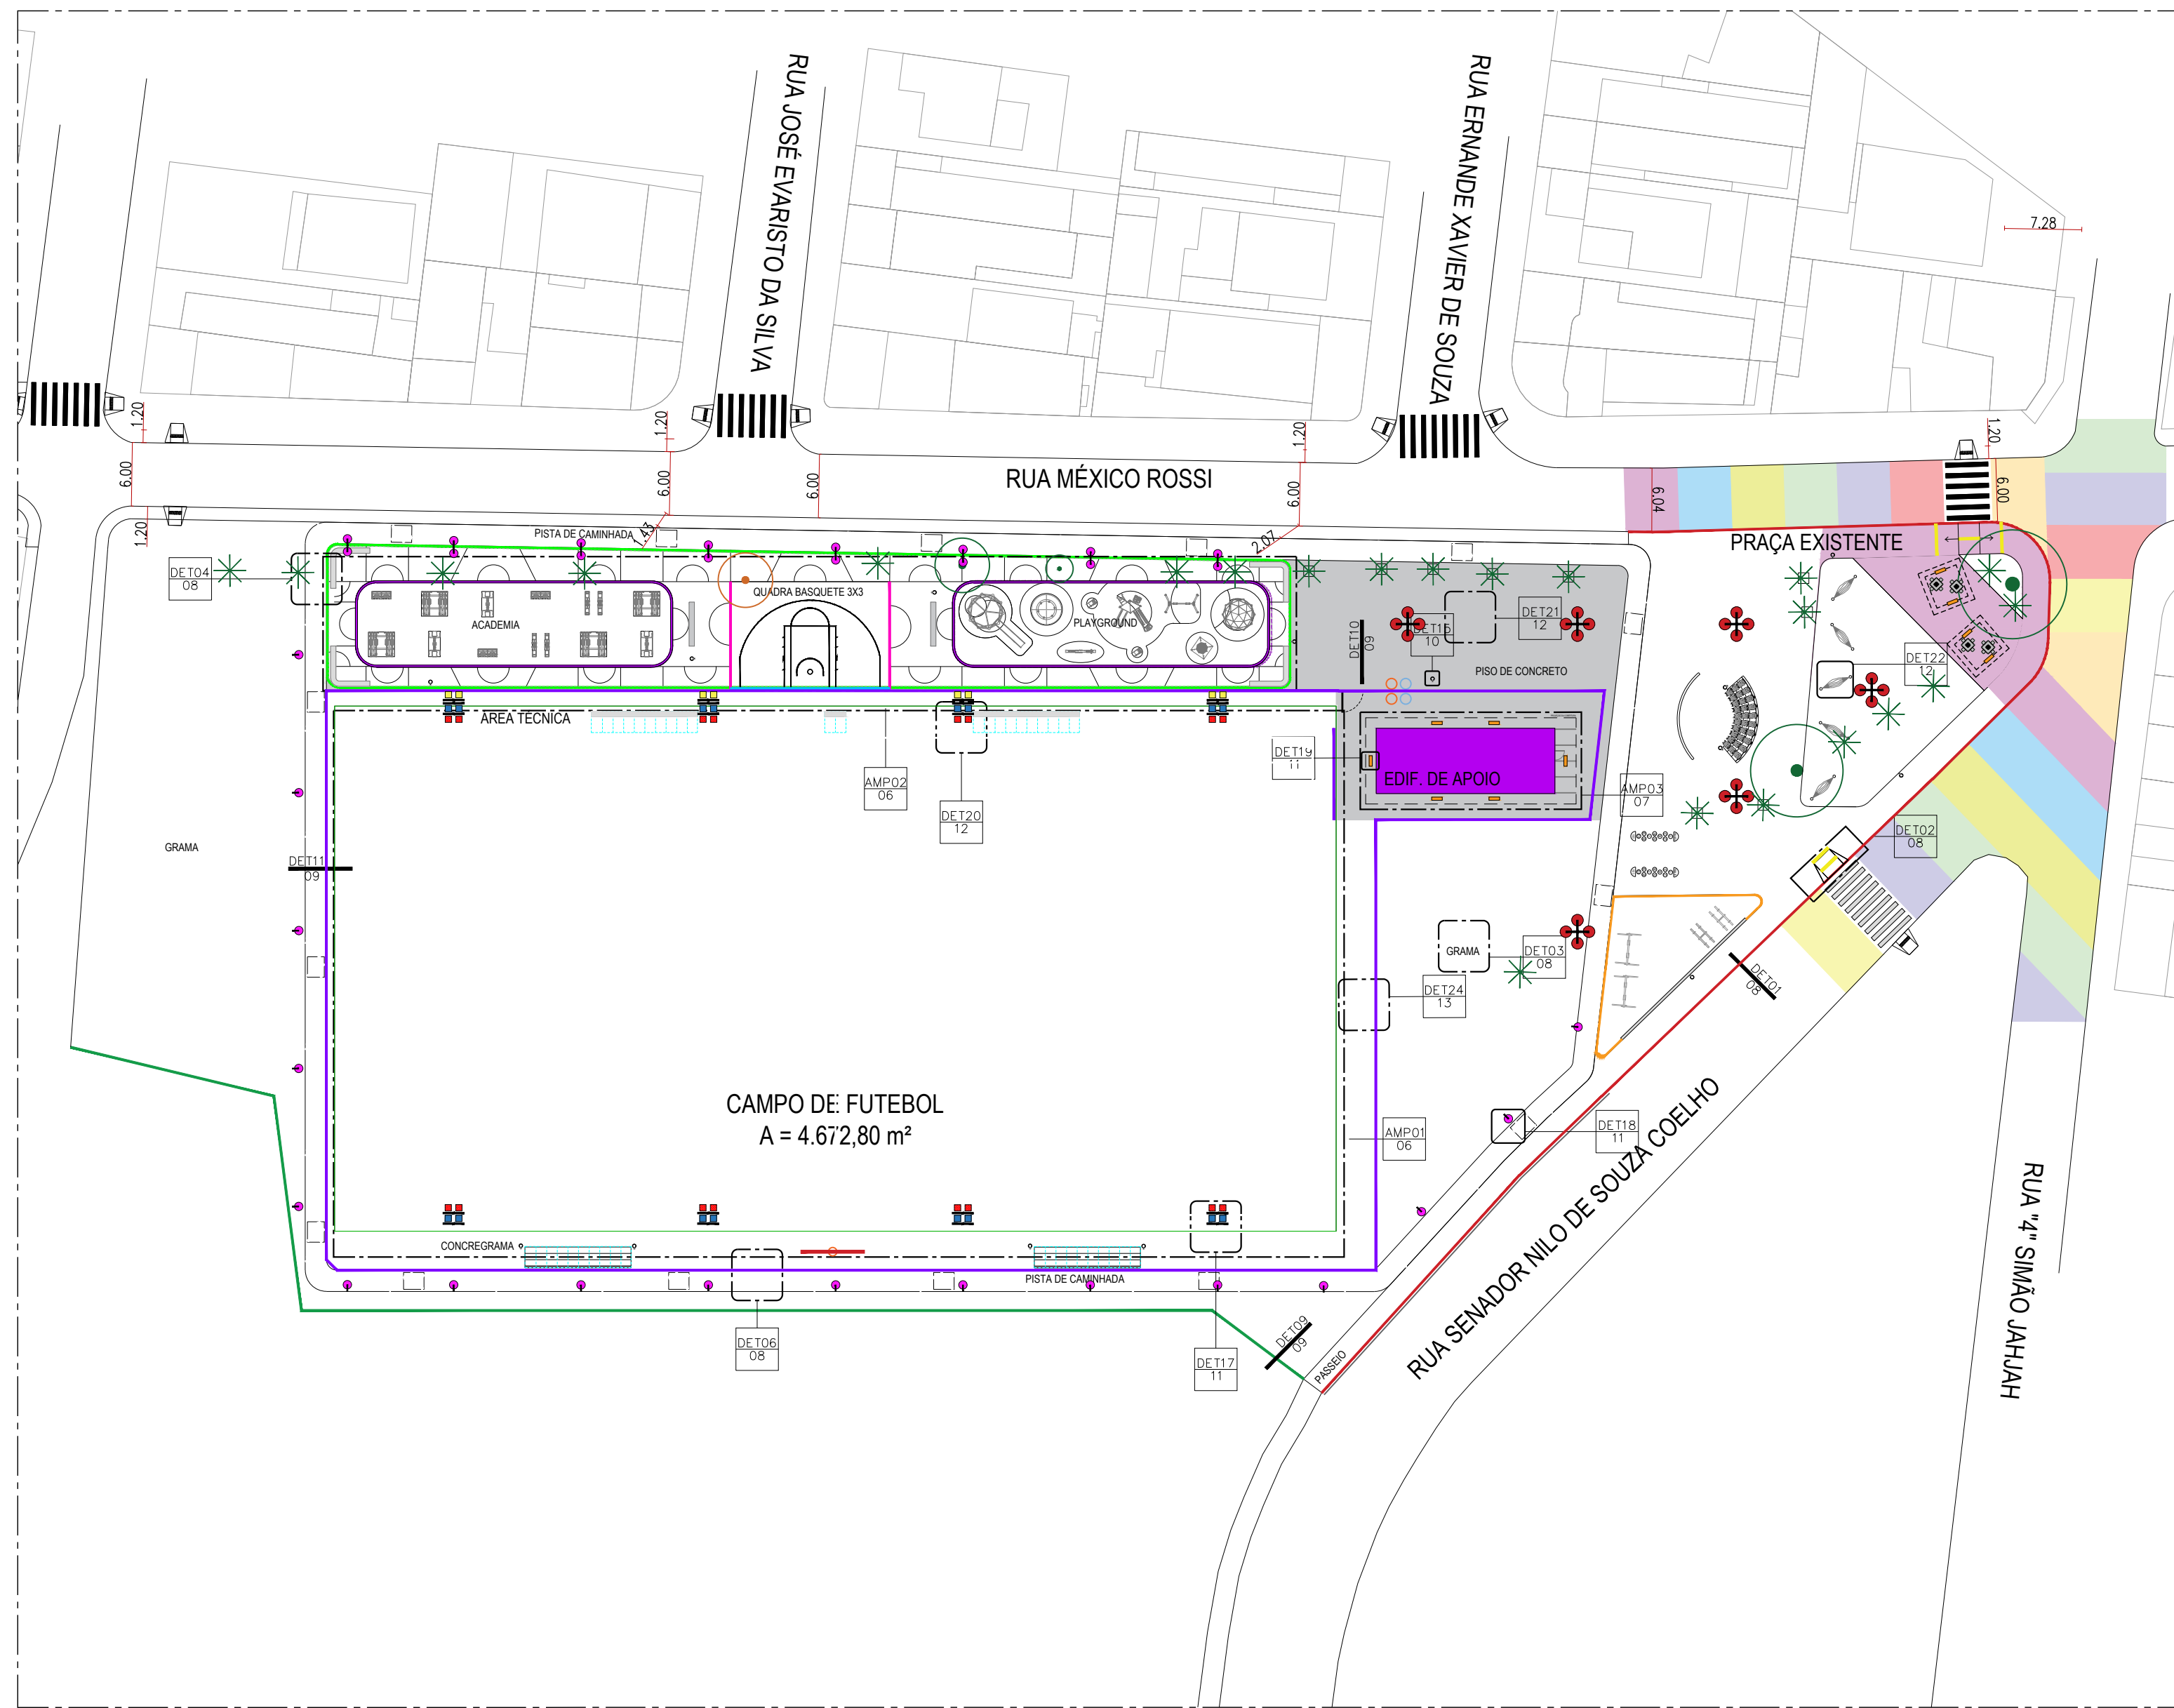 RUA JOSÉ EVARISTO DA SILVA
RUA ERNANDE XAVIER DE SOUZA
7.28
1.20
1.20
1.20
1.20
6.00
6.00
6.00
6.00
RUA MÉXICO ROSSI
6.04
6.00
1.20
1.43
2.07
PISTA DE CAMINHADA
PRAÇA EXISTENTE
DET04
08
QUADRA BASQUETE 3X3
ACADEMIA
PLAYGROUND
DET10
09
DET15
10
DET21
12
PISO DE CONCRETO
DET22
12
ÁREA TÉCNICA
DET19
11
EDIF. DE APOIO
AMP02
06
AMP03
07
DET20
12
DET02
08
GRAMA
DET11
09
GRAMA
DET03
08
DET24
13
DET01
08
CAMPO DE FUTEBOL
A = 4.672,80 m²
AMP01
06
DET18
11
RUA SENADOR NILO DE SOUZA COELHO
RUA "4" SIMÃO JAHJAH
CONCREGRAMA
PISTA DE CAMINHADA
DET06
08
DET17
11
DET09
09
PASSEIO